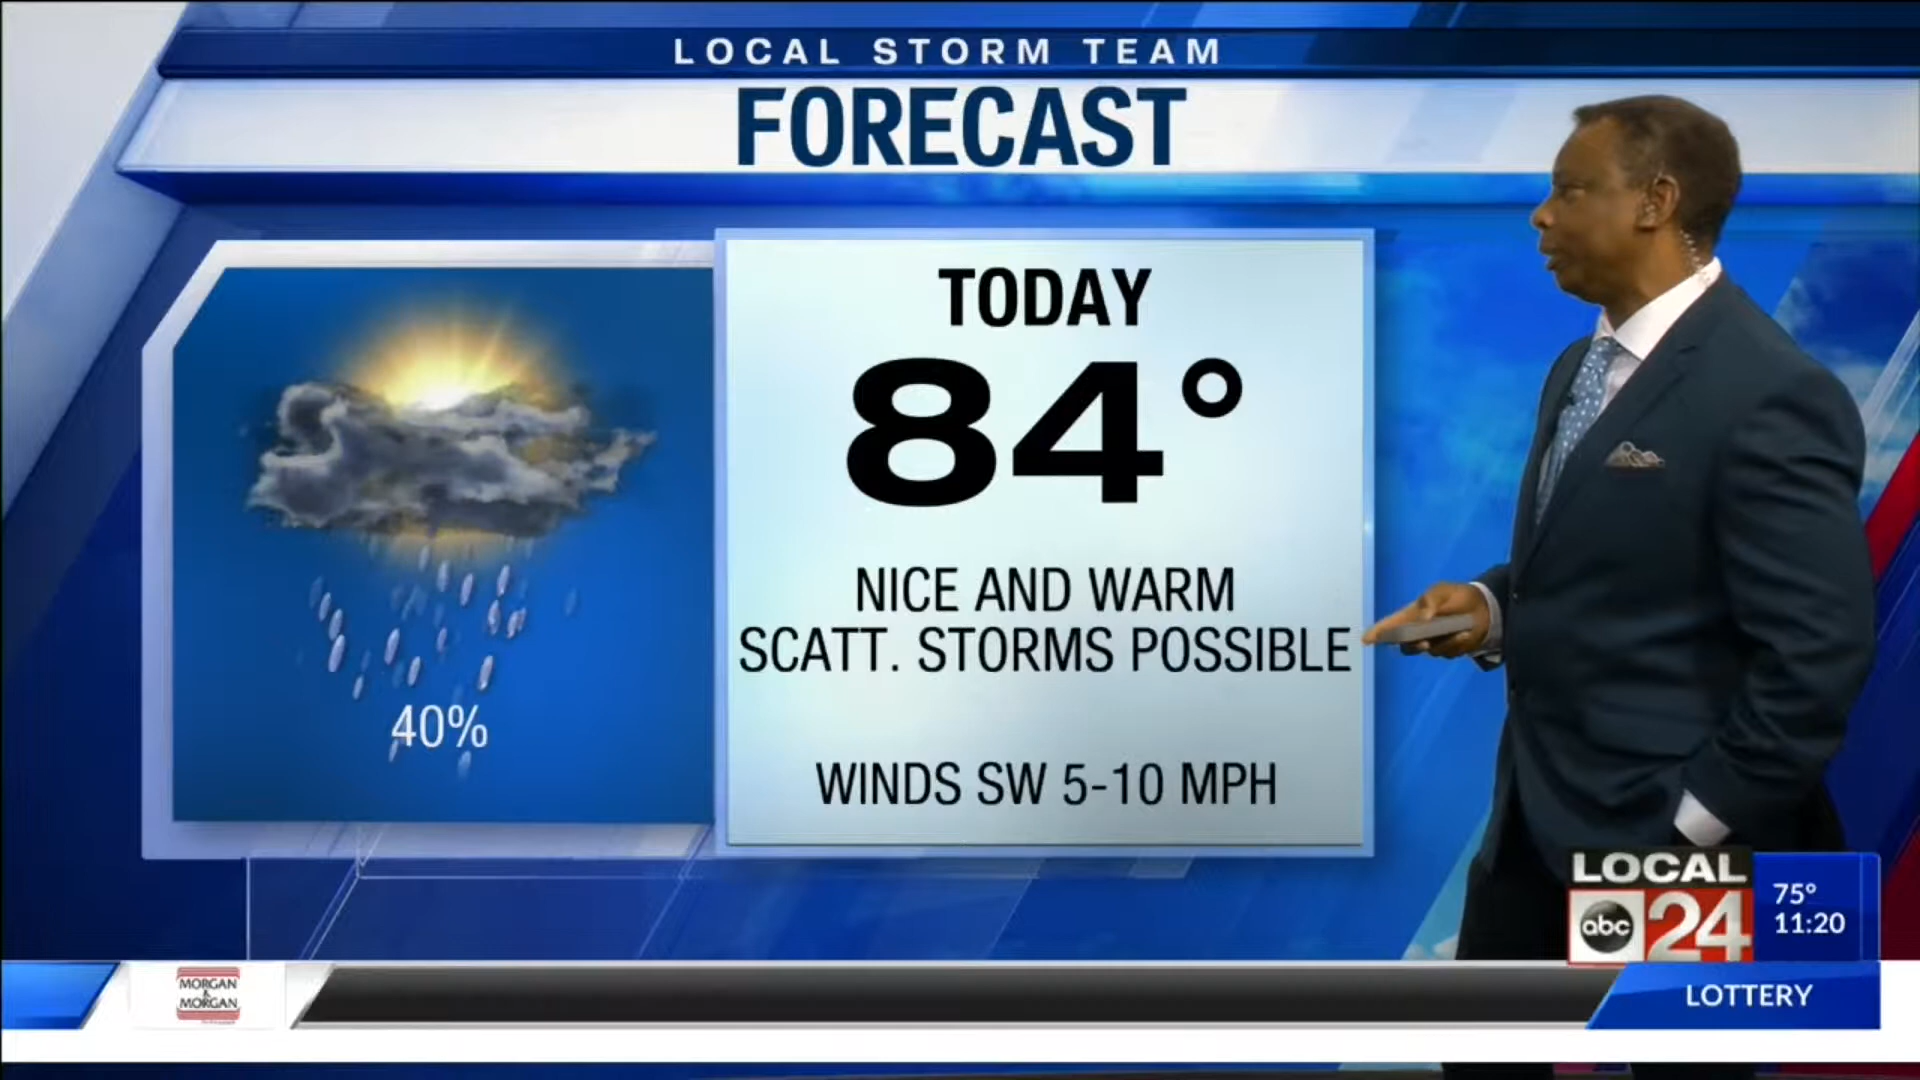 LOCAL STORM TEAM
FORECAST
TODAY
84°
NICE AND WARM
SCATT. STORMS POSSIBLE
40%
WINDS SW 5-10 MPH
LOCAL
abc 24
75°
11:20
MORGAN
&
MORGAN
LOTTERY